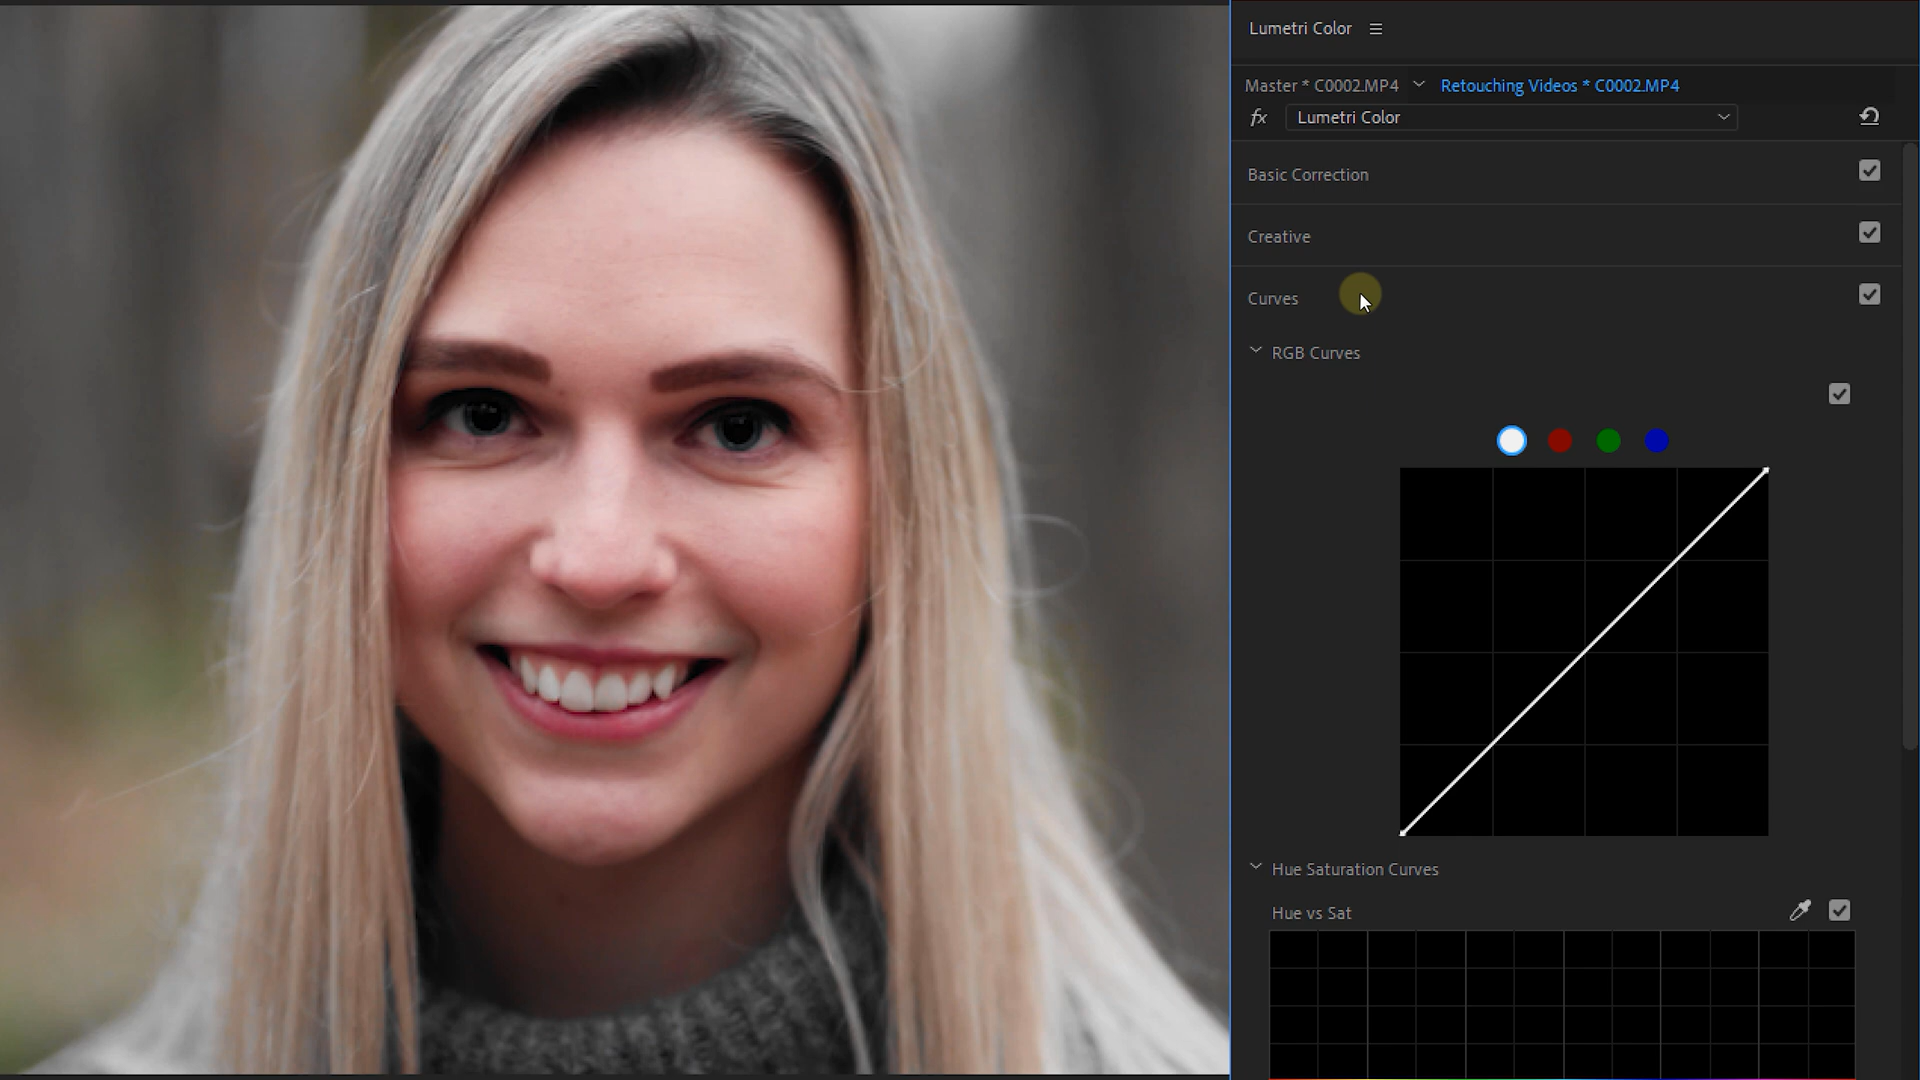 Lumetri Color
Master * C0002.MP4 Retouching Videos * C0002.MP4
fx Lumetri Color
Basic Correction
Creative
Curves
RGB Curves
Hue Saturation Curves
Hue vs Sat